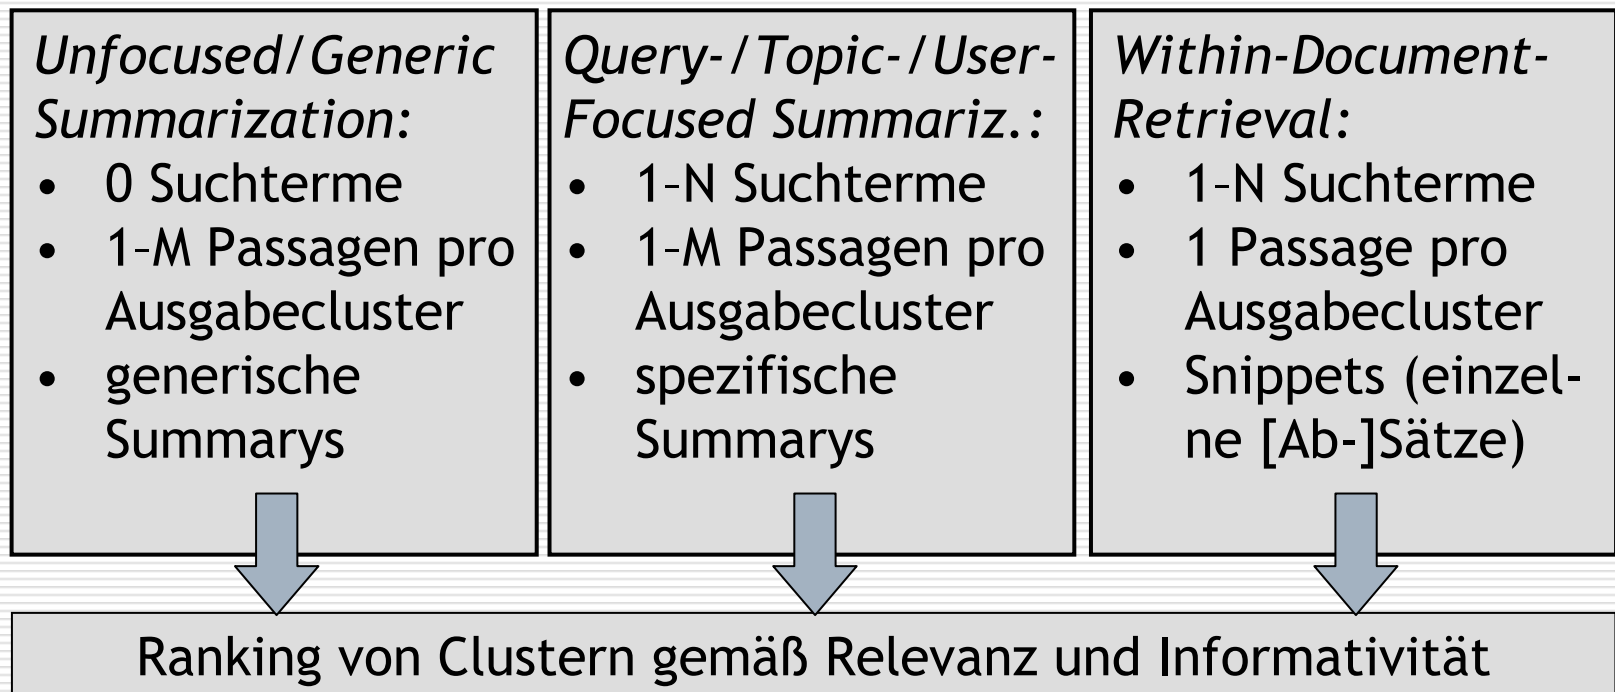 Unfocused/Generic
Summarization:
• 0 Suchterme
• 1–M Passagen pro
Ausgabecluster
• generische
Summarys
Query-/Topic-/User-
Focused Summariz.:
• 1–N Suchterme
• 1–M Passagen pro
Ausgabecluster
• spezifische
Summarys
Within-Document-
Retrieval:
• 1–N Suchterme
• 1 Passage pro
Ausgabecluster
• Snippets (einzel-
ne [Ab-]Sätze)
Ranking von Clustern gemäß Relevanz und Informativität